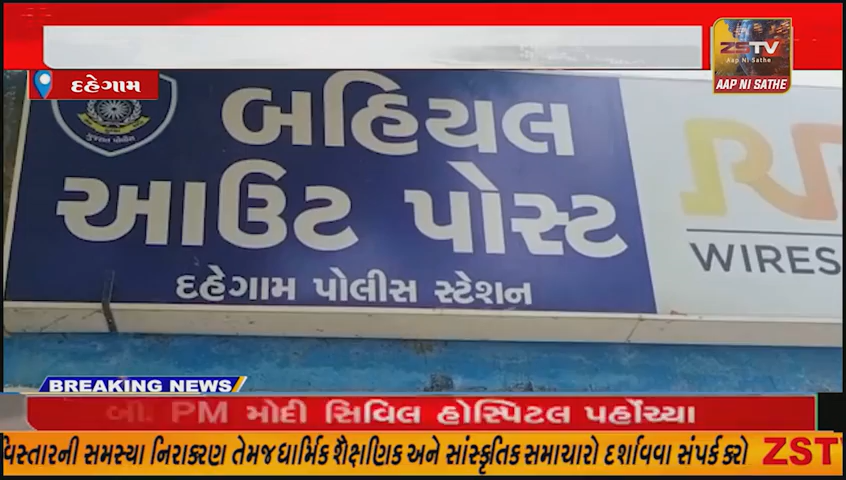 ZSTV
Aap Ni Sathe
AAP NI SATHE
દહેગામ
ગુજરાત પોલીસ
બહિયલ
આઉટ પોસ્ટ
દહેગામ પોલીસ સ્ટેશન
WIRES
BREAKING NEWS
બી. PM મોદી સિવિલ હોસ્પિટલ પહોંચ્યા
વિસ્તારની સમસ્યા નિરાકરણ તેમજ ધાર્મિક શૈક્ષણિક અને સાંસ્કૃતિક સમાચારો દર્શાવવા સંપર્ક કરો ZST